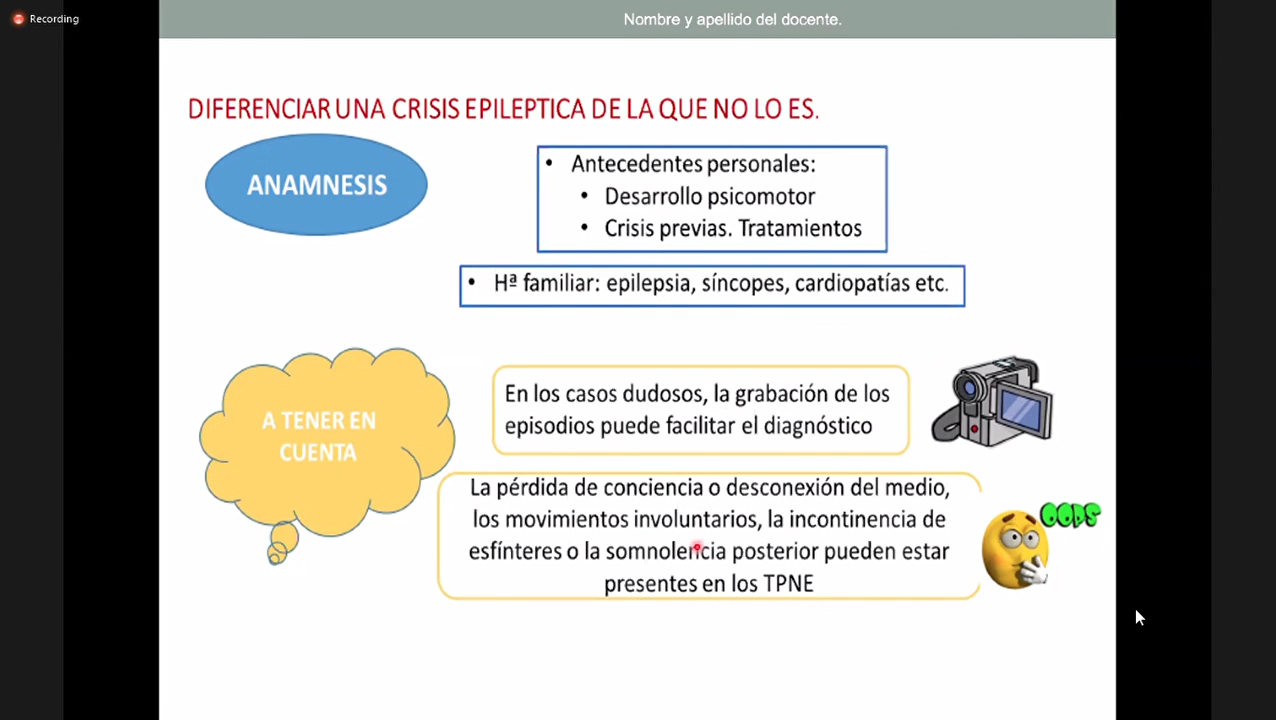 Recording
Nombre y apellido del docente.
DIFERENCIAR UNA CRISIS EPILEPTICA DE LA QUE NO LO ES.
ANAMNESIS
• Antecedentes personales:
• Desarrollo psicomotor
• Crisis previas. Tratamientos
• Hª familiar: epilepsia, síncopes, cardiopatías etc.
A TENER EN
CUENTA
En los casos dudosos, la grabación de los
episodios puede facilitar el diagnóstico
La pérdida de conciencia o desconexión del medio,
los movimientos involuntarios, la incontinencia de
esfínteres o la somnolencia posterior pueden estar
presentes en los TPNE
OOPS